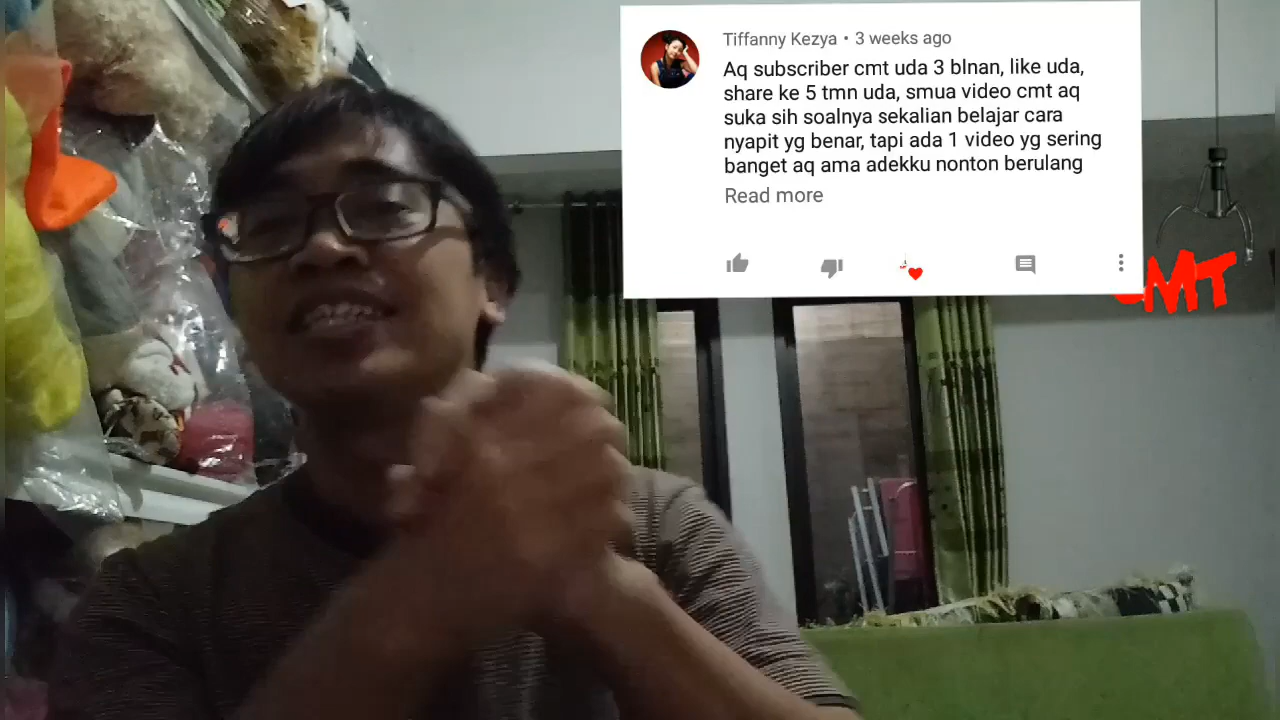 Tiffanny Kezya • 3 weeks ago
Aq subscriber cmt uda 3 blnan, like uda,
share ke 5 tmn uda, smua video cmt aq
suka sih soalnya sekalian belajar cara
nyapit yg benar, tapi ada 1 video yg sering
banget aq ama adekku nonton berulang
Read more
CMT